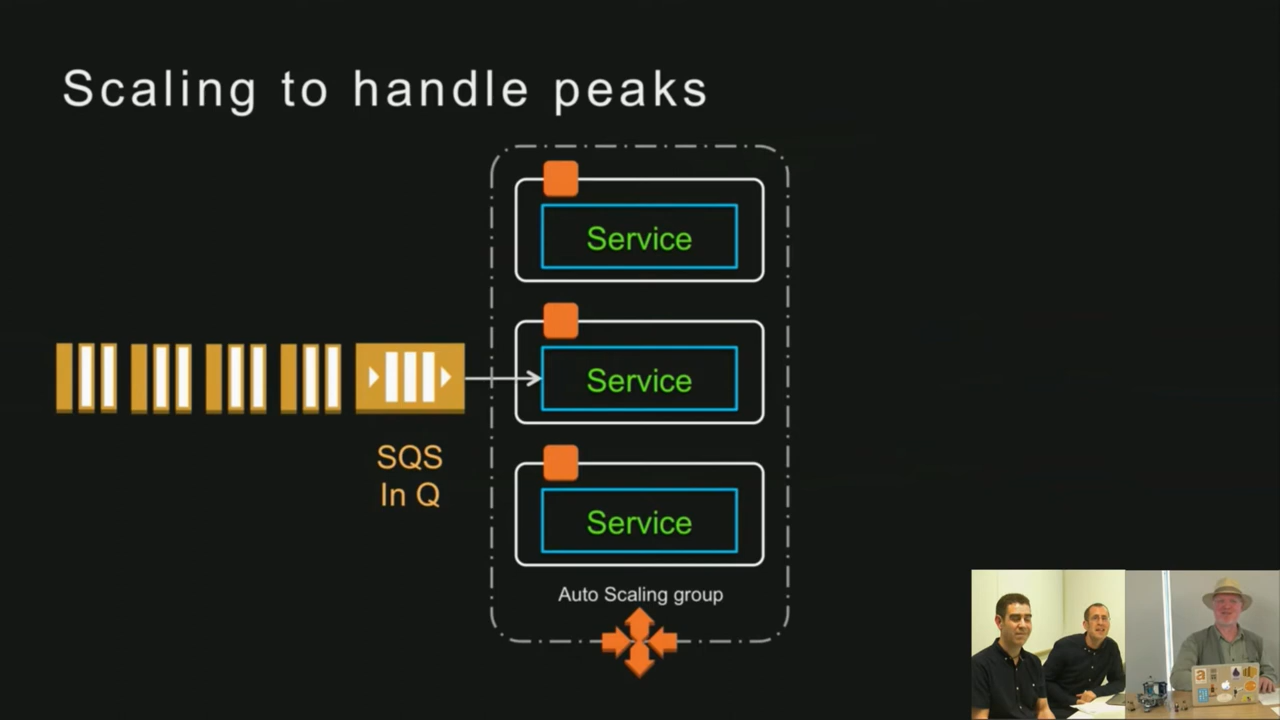 Scaling to handle peaks
Service
Service
SQS
In Q
Service
Auto Scaling group